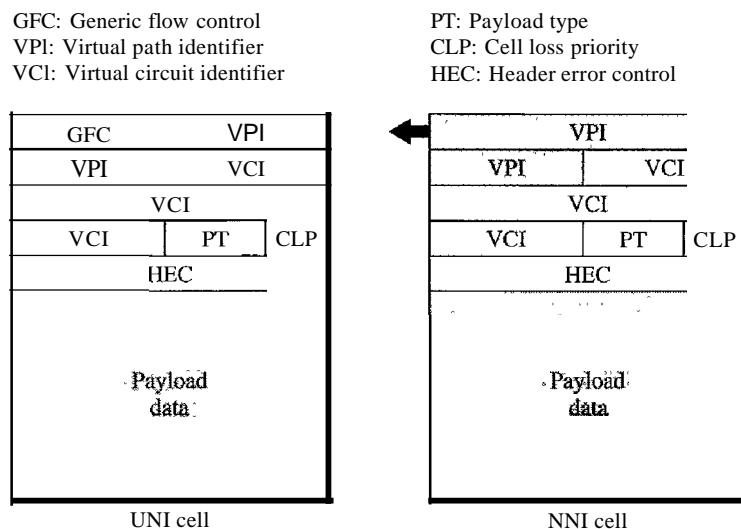 GFC: Generic flow control
VPl: Virtual path identifier
VCl: Virtual circuit identifier
PT: Payload type
CLP: Cell loss priority
HEC: Header error control
GFC VPI
VPI VCI
VCI
VCI PT CLP
HEC
Payload
data
UNI cell
VPI
VPI VCI
VCI
VCI PT CLP
HEC
Payload
data
NNI cell